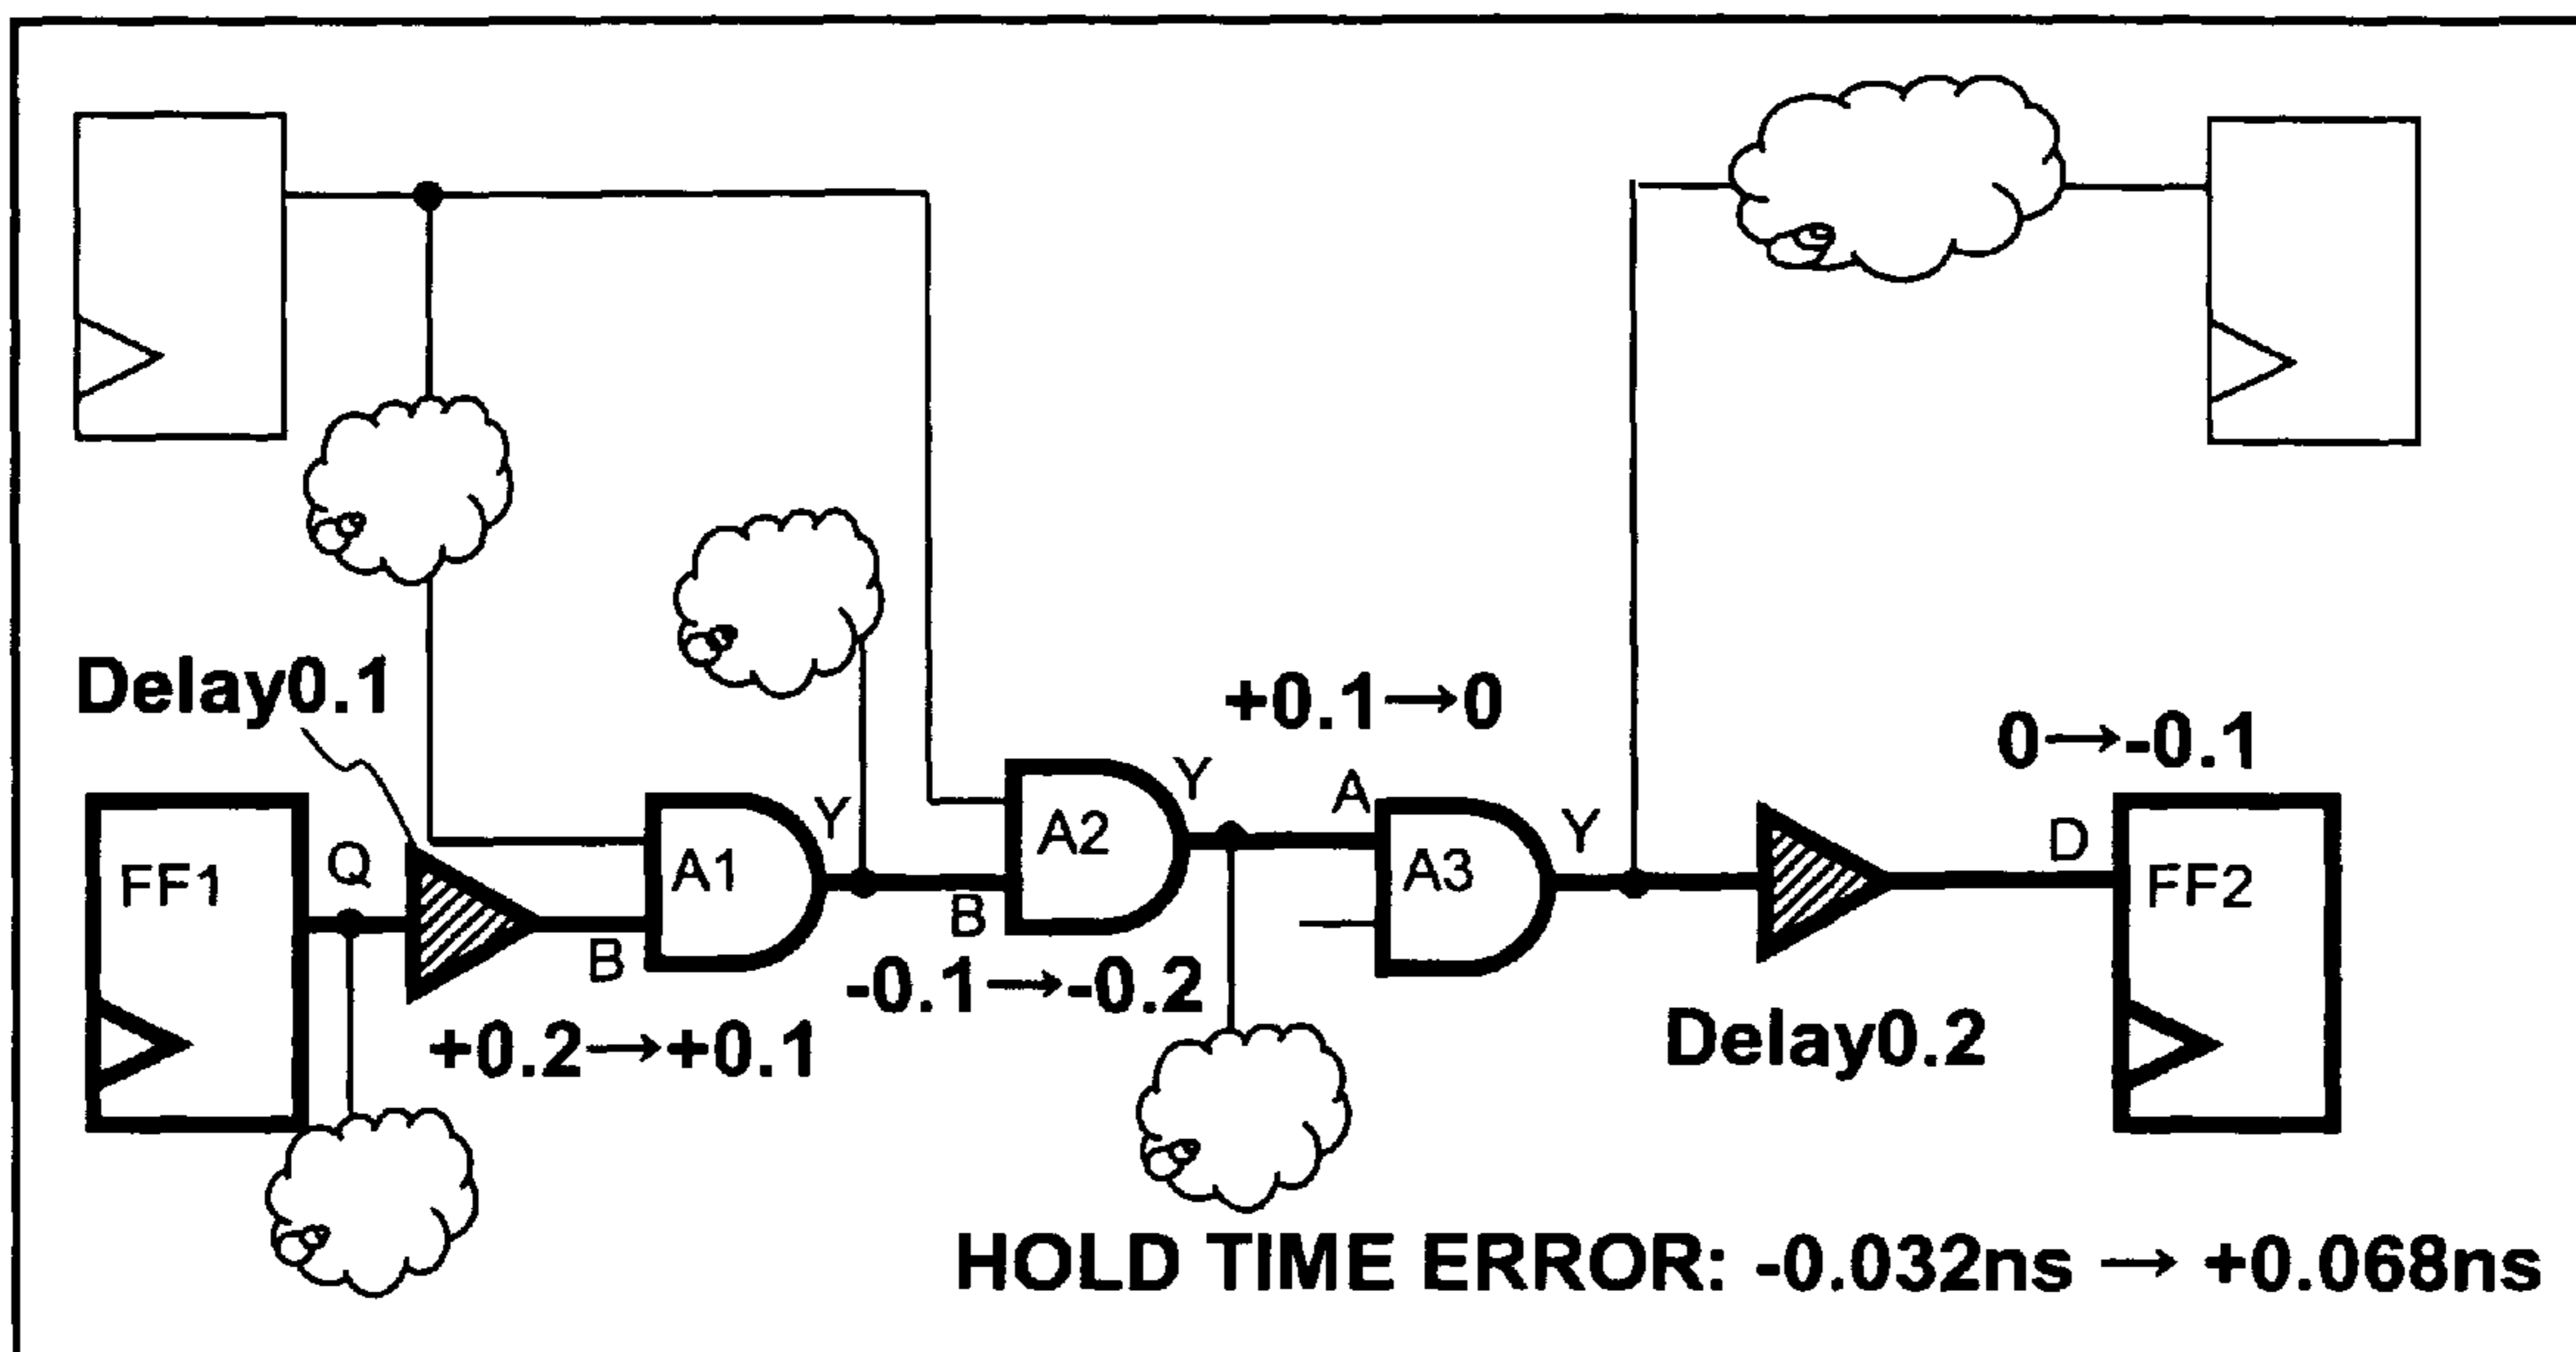 Delay0.1
+0.1→0
0→-0.1
FF1
Q
B
A1
Y
B
A2
Y
A
A3
Y
D
FF2
+0.2→+0.1
-0.1→-0.2
Delay0.2
HOLD TIME ERROR: -0.032ns → +0.068ns